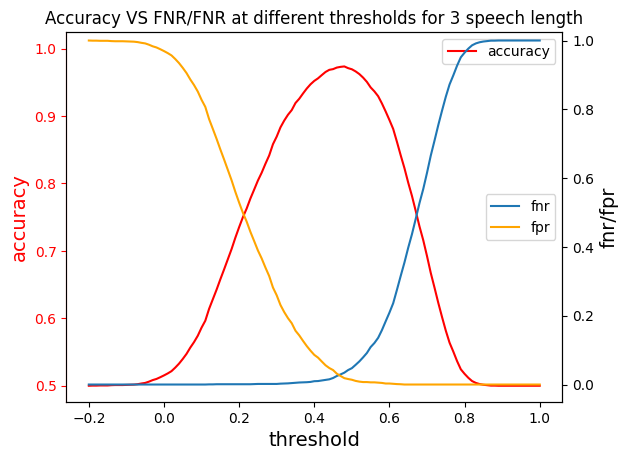 Accuracy VS FNR/FNR at different thresholds for 3 speech length
accuracy
fnr
fpr
1.0
0.9
0.8
0.7
0.6
0.5
accuracy
1.0
0.8
0.6
0.4
0.2
0.0
fnr/fpr
−0.2 0.0 0.2 0.4 0.6 0.8 1.0
threshold